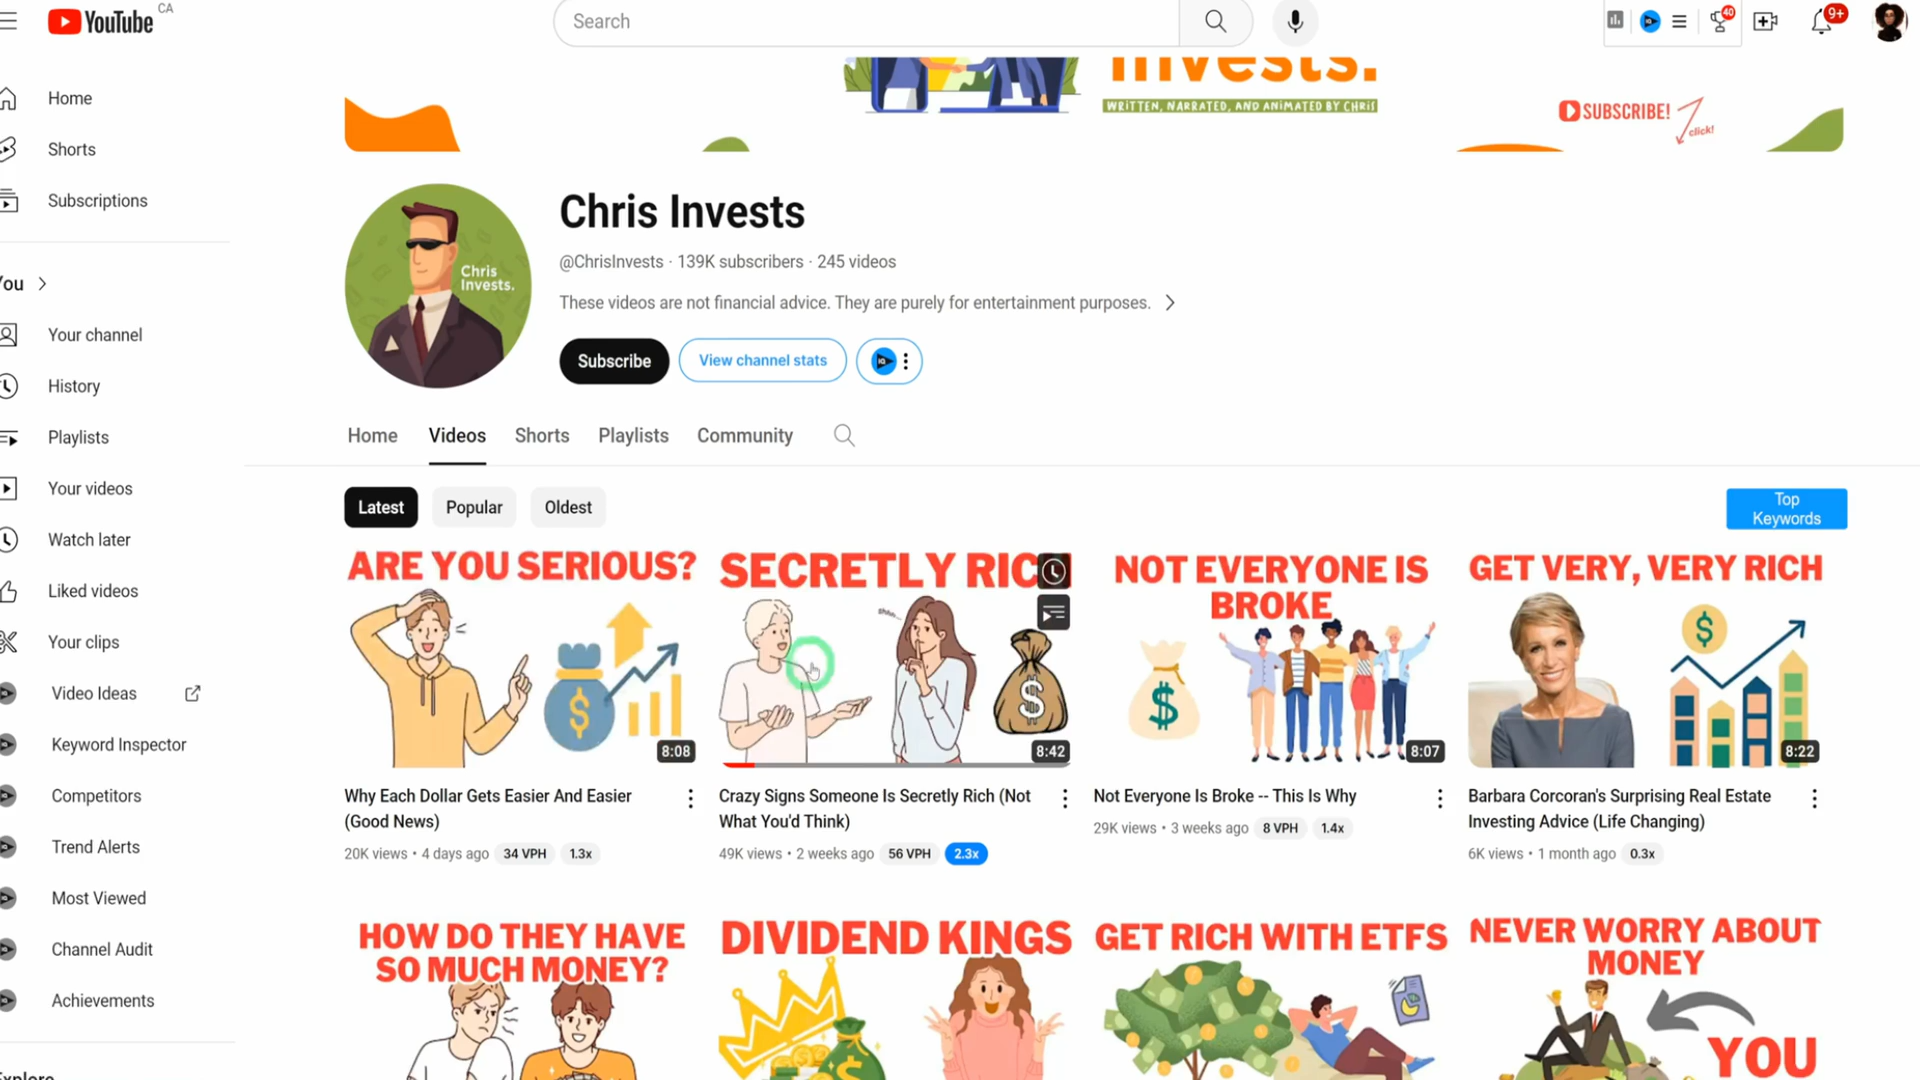 YouTube CA
Search
40
9+
Home
Shorts
Subscriptions
You
Your channel
History
Playlists
Your videos
Watch later
Liked videos
Your clips
Video Ideas
Keyword Inspector
Competitors
Trend Alerts
Most Viewed
Channel Audit
Achievements
Explore
Invests.
WRITTEN, NARRATED, AND ANIMATED BY CHRIS
SUBSCRIBE!
click!
Chris
Invests.
Chris Invests
@ChrisInvests · 139K subscribers · 245 videos
These videos are not financial advice. They are purely for entertainment purposes.
Subscribe
View channel stats
Home Videos Shorts Playlists Community
Latest Popular Oldest
Top
Keywords
ARE YOU SERIOUS?
8:08
Why Each Dollar Gets Easier And Easier
(Good News)
20K views • 4 days ago 34 VPH 1.3x
SECRETLY RIC
8:42
Crazy Signs Someone Is Secretly Rich (Not
What You'd Think)
49K views • 2 weeks ago 56 VPH 2.3x
NOT EVERYONE IS
BROKE
8:07
Not Everyone Is Broke -- This Is Why
29K views • 3 weeks ago 8 VPH 1.4x
GET VERY, VERY RICH
8:22
Barbara Corcoran's Surprising Real Estate
Investing Advice (Life Changing)
6K views • 1 month ago 0.3x
HOW DO THEY HAVE
SO MUCH MONEY?
DIVIDEND KINGS
GET RICH WITH ETFS
NEVER WORRY ABOUT
MONEY
YOU